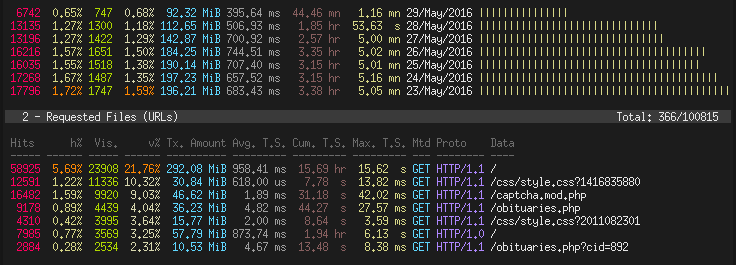 6742 0.65% 747 0.68% 92.32 MiB 395.64 ms 44.46 mn 1.16 mn 29/May/2016 |||||||||||||||
13135 1.27% 1300 1.18% 112.65 MiB 506.93 ms 1.85 hr 53.63 s 28/May/2016 |||||||||||||||||||||||||||||
13196 1.27% 1422 1.29% 142.87 MiB 700.92 ms 2.57 hr 5.00 mn 27/May/2016 |||||||||||||||||||||||||||||
16216 1.57% 1651 1.50% 184.25 MiB 744.51 ms 3.35 hr 5.02 mn 26/May/2016 ||||||||||||||||||||||||||||||||||||
16035 1.55% 1518 1.38% 190.14 MiB 707.40 ms 3.15 hr 5.01 mn 25/May/2016 |||||||||||||||||||||||||||||||||||
17268 1.67% 1487 1.35% 197.23 MiB 657.52 ms 3.15 hr 5.16 mn 24/May/2016 ||||||||||||||||||||||||||||||||||||||
17796 1.72% 1747 1.59% 196.21 MiB 683.43 ms 3.38 hr 5.05 mn 23/May/2016 |||||||||||||||||||||||||||||||||||||||
2 - Requested Files (URLs) Total: 366/100815
Hits h% Vis. v% Tx. Amount Avg. T.S. Cum. T.S. Max. T.S. Mtd Proto Data
58925 5.69% 23908 21.76% 292.08 MiB 958.41 ms 15.69 hr 15.62 s GET HTTP/1.1 /
12591 1.22% 11336 10.32% 30.84 MiB 618.00 us 7.78 s 13.82 ms GET HTTP/1.1 /css/style.css?1416835880
16482 1.59% 9920 9.03% 46.62 MiB 1.89 ms 31.18 s 42.02 ms GET HTTP/1.1 /captcha.mod.php
9178 0.89% 4439 4.04% 36.23 MiB 4.82 ms 44.27 s 27.57 ms GET HTTP/1.1 /obituaries.php
4310 0.42% 3995 3.64% 15.77 MiB 2.00 ms 8.64 s 3.59 ms GET HTTP/1.1 /css/style.css?2011082301
7985 0.77% 3569 3.25% 57.79 MiB 873.74 ms 1.94 hr 6.13 s GET HTTP/1.0 /
2884 0.28% 2534 2.31% 10.53 MiB 4.67 ms 13.48 s 8.38 ms GET HTTP/1.1 /obituaries.php?cid=892